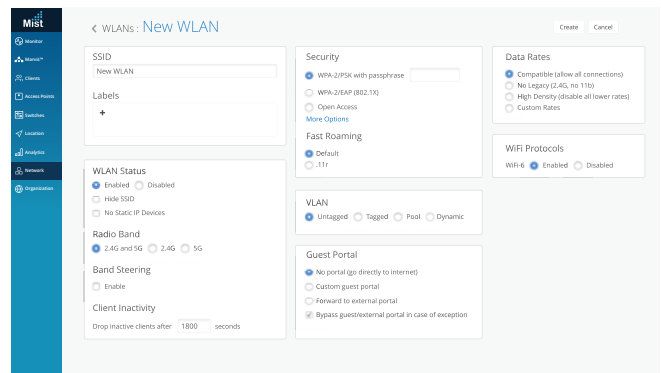 Mist
Monitor
Marvis™
Clients
Access Points
Switches
Location
Analytics
Network
Organization
< WLANs : New WLAN
Create Cancel
SSID
New WLAN
Labels
+
WLAN Status
Enabled Disabled
Hide SSID
No Static IP Devices
Radio Band
2.4G and 5G 2.4G 5G
Band Steering
Enable
Client Inactivity
Drop inactive clients after 1800 seconds
Security
WPA-2/PSK with passphrase
WPA-2/EAP (802.1X)
Open Access
More Options
Fast Roaming
Default
.11r
VLAN
Untagged Tagged Pool Dynamic
Guest Portal
No portal (go directly to internet)
Custom guest portal
Forward to external portal
Bypass guest/external portal in case of exception
Data Rates
Compatible (allow all connections)
No Legacy (2.4G, no 11b)
High Density (disable all lower rates)
Custom Rates
WiFi Protocols
WiFi-6 Enabled Disabled